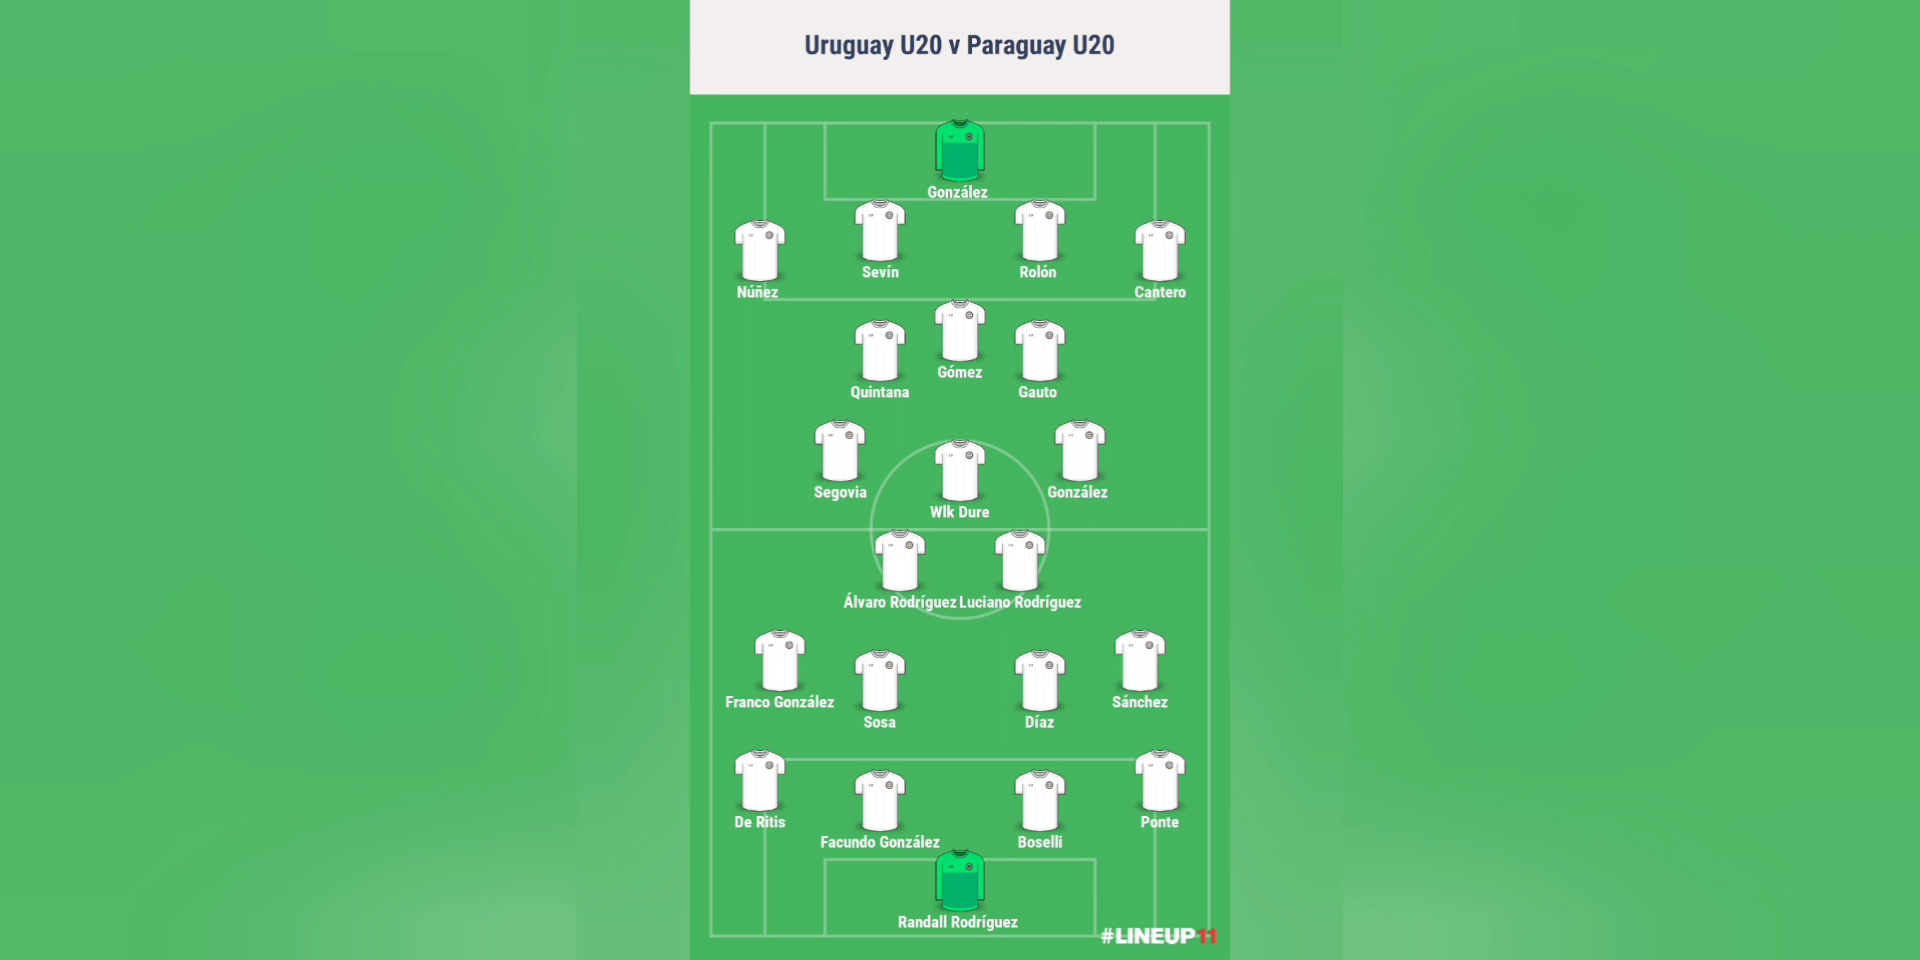 Uruguay U20 v Paraguay U20
González
Sevín
Rolón
Núñez
Cantero
Gómez
Quintana
Gauto
Segovia
González
Wlk Dure
Álvaro Rodríguez
Luciano Rodríguez
Franco González
Sánchez
Sosa
Díaz
De Ritis
Ponte
Facundo González
Boselli
Randall Rodríguez
#LINEUP11